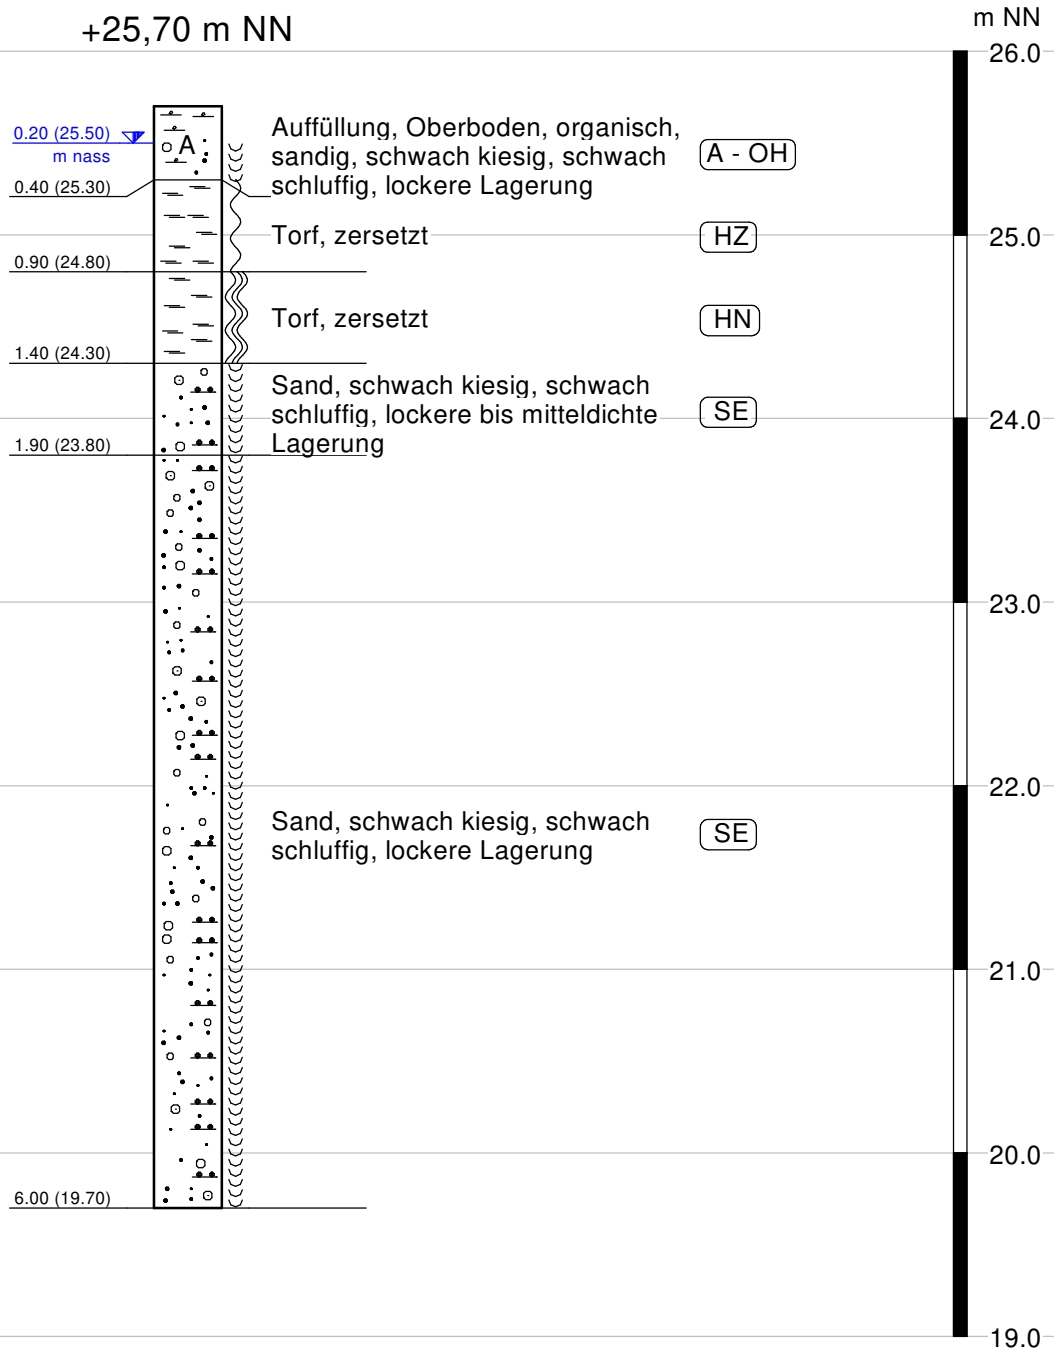 +25,70 m NN
m NN
26.0
0.20 (25.50)
m nass
A
Auffüllung, Oberboden, organisch,
sandig, schwach kiesig, schwach
schluffig, lockere Lagerung
A - OH
0.40 (25.30)
Torf, zersetzt
HZ
25.0
0.90 (24.80)
Torf, zersetzt
HN
1.40 (24.30)
Sand, schwach kiesig, schwach
schluffig, lockere bis mitteldichte
Lagerung
SE
24.0
1.90 (23.80)
23.0
22.0
Sand, schwach kiesig, schwach
schluffig, lockere Lagerung
SE
21.0
20.0
6.00 (19.70)
19.0